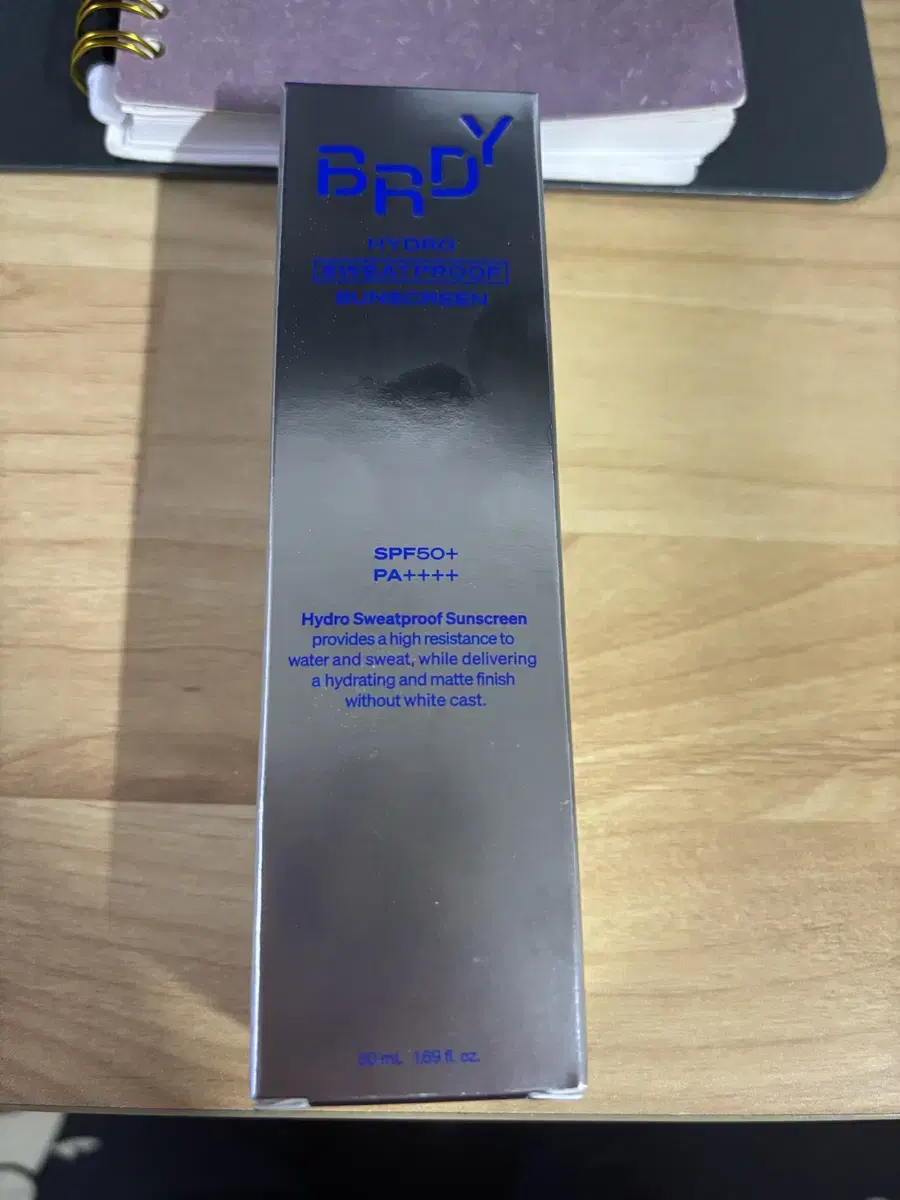 BRDY
HYDRO
SWEATPROOF
SUNSCREEN
SPF50+
PA++++
Hydro Sweatproof Sunscreen
provides a high resistance to
water and sweat, while delivering
a hydrating and matte finish
without white cast.
50 mL 1.69 fl. oz.